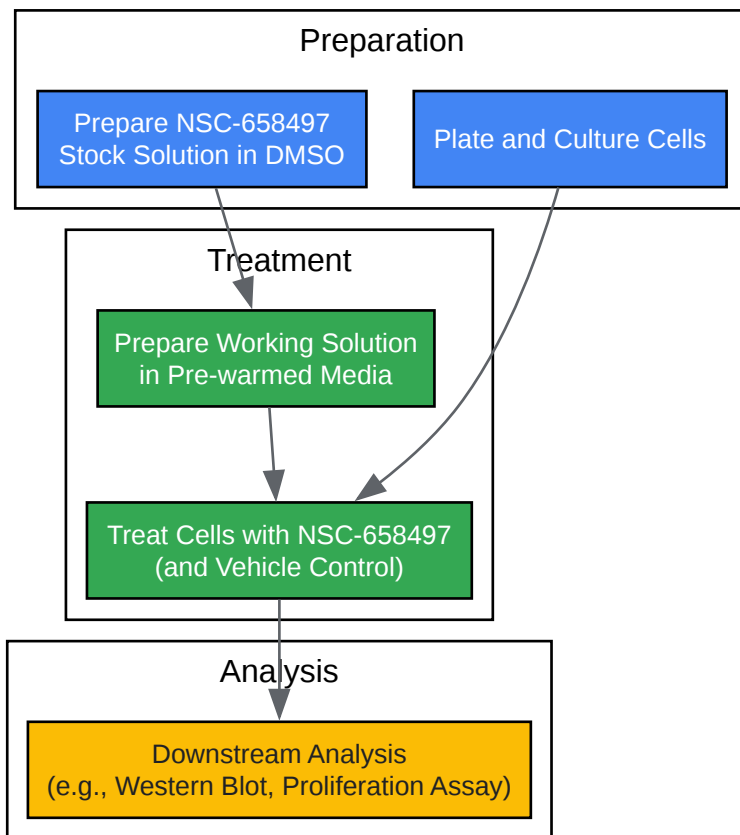 Preparation
Prepare NSC-658497
Stock Solution in DMSO
Plate and Culture Cells
Treatment
Prepare Working Solution
in Pre-warmed Media
Treat Cells with NSC-658497
(and Vehicle Control)
Analysis
Downstream Analysis
(e.g., Western Blot, Proliferation Assay)